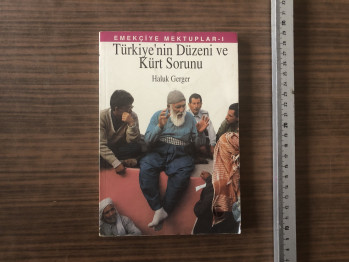 EMEKÇİYE MEKTUPLAR-I
Türkiye'nin Düzeni ve
Kürt Sorunu
Haluk Gerger